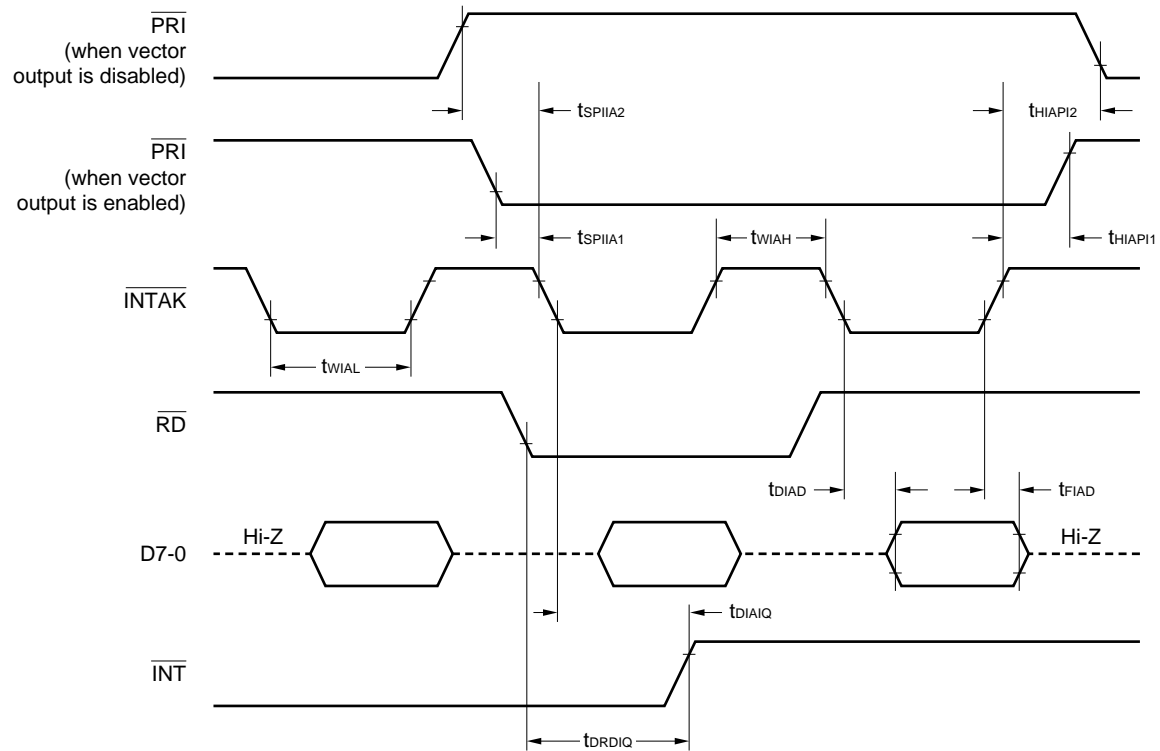 PRI
(when vector
output is disabled)
tSPIIA2
tHIAPI2
PRI
(when vector
output is enabled)
tSPIIA1
tWIAH
tHIAPI1
INTAK
tWIAL
RD
tDIAD
tFIAD
Hi-Z
Hi-Z
D7-0
tDIAIQ
INT
tDRDIQ